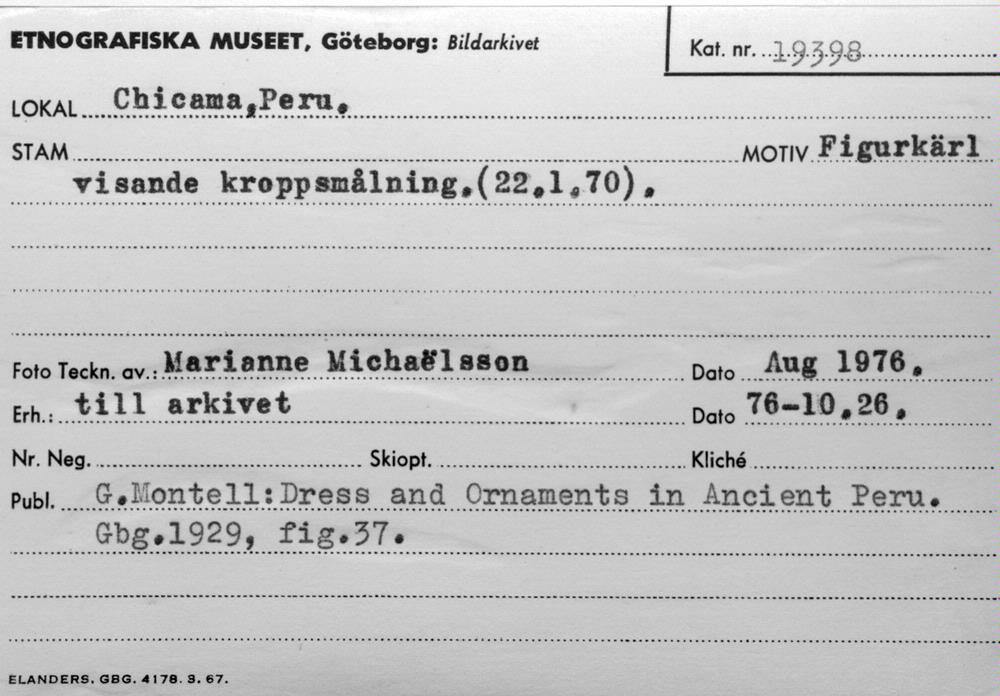 ETNOGRAFISKA MUSEET, Göteborg: Bildarkivet
Kat. nr. 19398
LOKAL Chicama,Peru.
STAM MOTIV Figurkärl
visande kroppsmålning.(22.1.70).
Foto Teckn. av.: Marianne Michaëlsson Dato Aug 1976.
Erh.: till arkivet Dato 76-10.26.
Nr. Neg. Skiopt. Kliché
Publ. G.Montell:Dress and Ornaments in Ancient Peru.
Gbg.1929, fig.37.
ELANDERS. GBG. 4178. 3. 67.